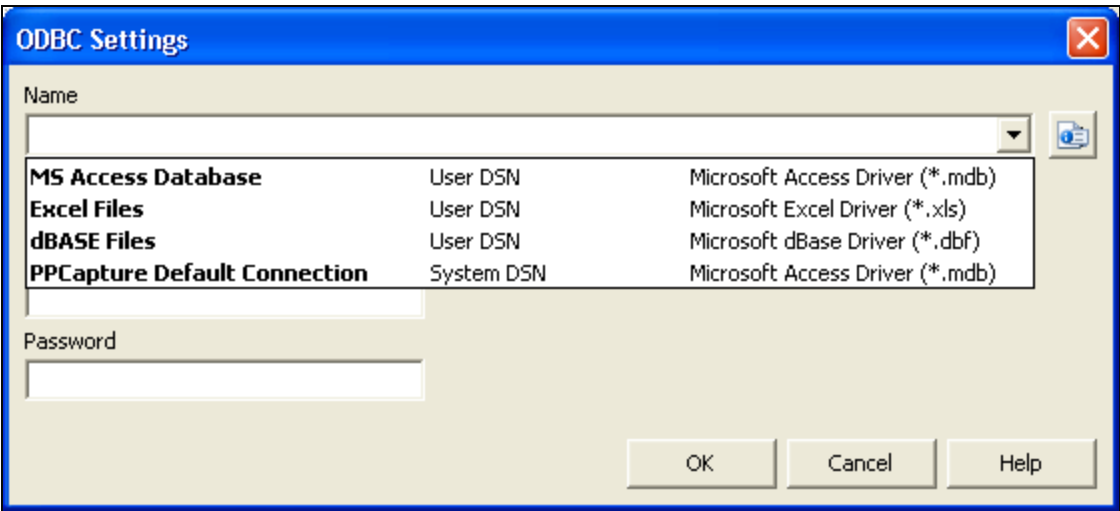 ODBC Settings
Name
MS Access Database User DSN Microsoft Access Driver (*.mdb)
Excel Files User DSN Microsoft Excel Driver (*.xls)
dBASE Files User DSN Microsoft dBase Driver (*.dbf)
PPCapture Default Connection System DSN Microsoft Access Driver (*.mdb)
Password
OK Cancel Help